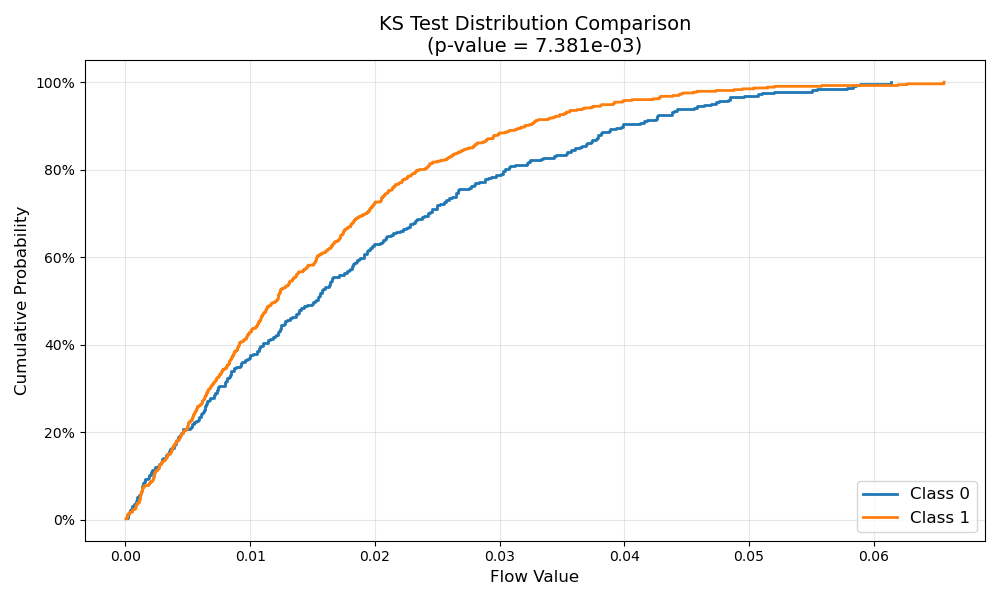 KS Test Distribution Comparison
(p-value = 7.381e-03)
Cumulative Probability
100%
80%
60%
40%
20%
0%
Class 0
Class 1
0.00 0.01 0.02 0.03 0.04 0.05 0.06
Flow Value